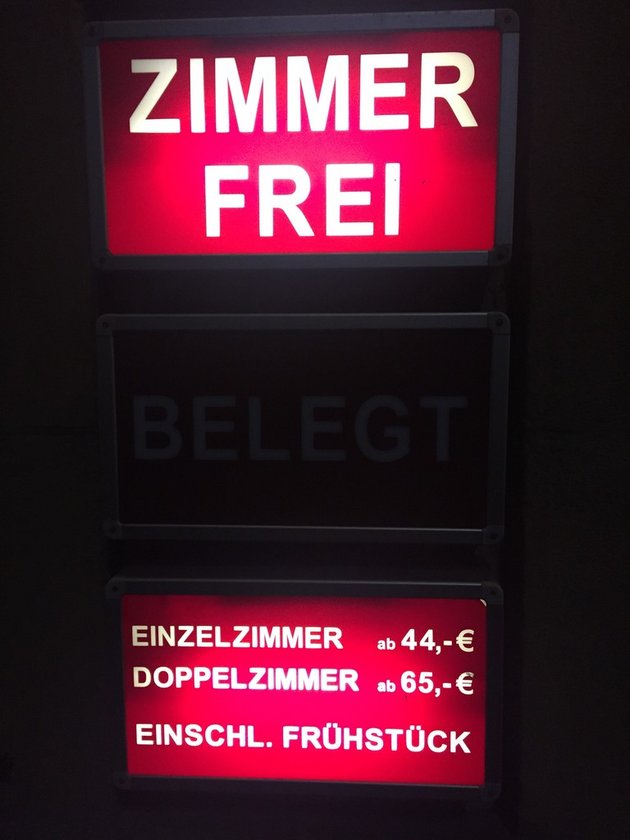 ZIMMER
FREI
BELEGT
EINZELZIMMER ab 44,-€
DOPPELZIMMER ab 65,-€
EINSCHL. FRÜHSTÜCK